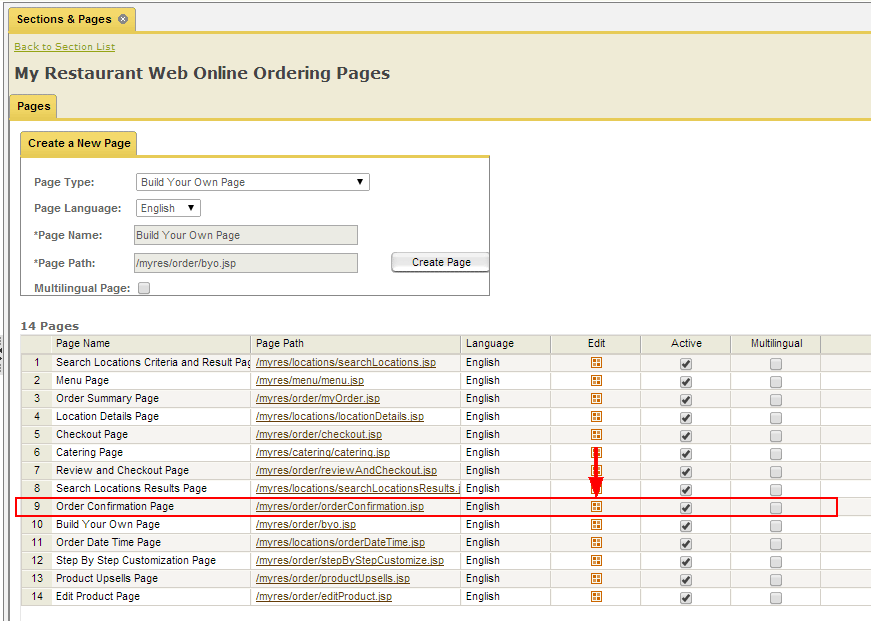 Sections & Pages
Back to Section List
My Restaurant Web Online Ordering Pages
Pages
Create a New Page
Page Type: Build Your Own Page
Page Language: English
*Page Name: Build Your Own Page
*Page Path: /myres/order/byo.jsp Create Page
Multilingual Page:
14 Pages
Page Name Page Path Language Edit Active Multilingual
1 Search Locations Criteria and Result Pag /myres/locations/searchLocations.jsp English
2 Menu Page /myres/menu/menu.jsp English
3 Order Summary Page /myres/order/myOrder.jsp English
4 Location Details Page /myres/locations/locationDetails.jsp English
5 Checkout Page /myres/order/checkout.jsp English
6 Catering Page /myres/catering/catering.jsp English
7 Review and Checkout Page /myres/order/reviewAndCheckout.jsp English
8 Search Locations Results Page /myres/locations/searchLocationsResults.j English
9 Order Confirmation Page /myres/order/orderConfirmation.jsp English
10 Build Your Own Page /myres/order/byo.jsp English
11 Order Date Time Page /myres/locations/orderDateTime.jsp English
12 Step By Step Customization Page /myres/order/stepByStepCustomize.jsp English
13 Product Upsells Page /myres/order/productUpsells.jsp English
14 Edit Product Page /myres/order/editProduct.jsp English